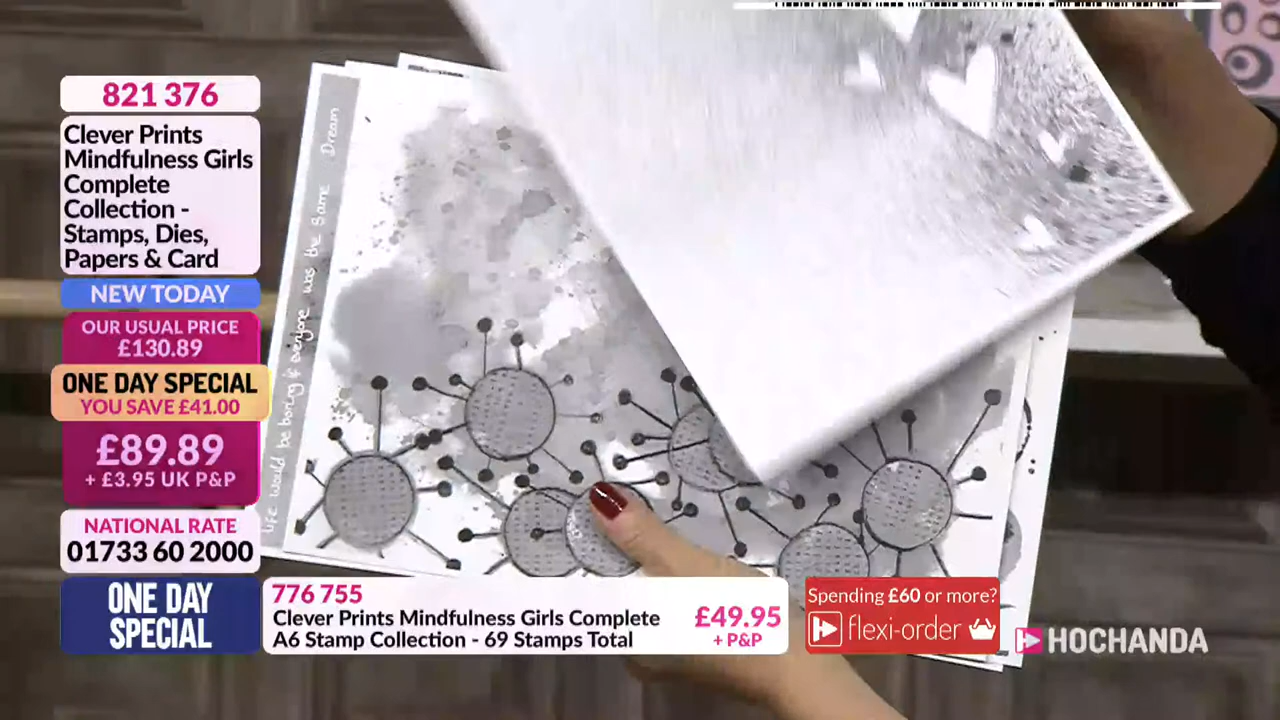 821 376
Clever Prints
Mindfulness Girls
Complete
Collection -
Stamps, Dies,
Papers & Card
NEW TODAY
OUR USUAL PRICE
£130.89
ONE DAY SPECIAL
YOU SAVE £41.00
£89.89
+ £3.95 UK P&P
NATIONAL RATE
01733 60 2000
ONE DAY
SPECIAL
776 755
Clever Prints Mindfulness Girls Complete
A6 Stamp Collection - 69 Stamps Total
£49.95
+ P&P
Spending £60 or more?
flexi-order
HOCHANDA
Life would be boring if everyone was the same Dream